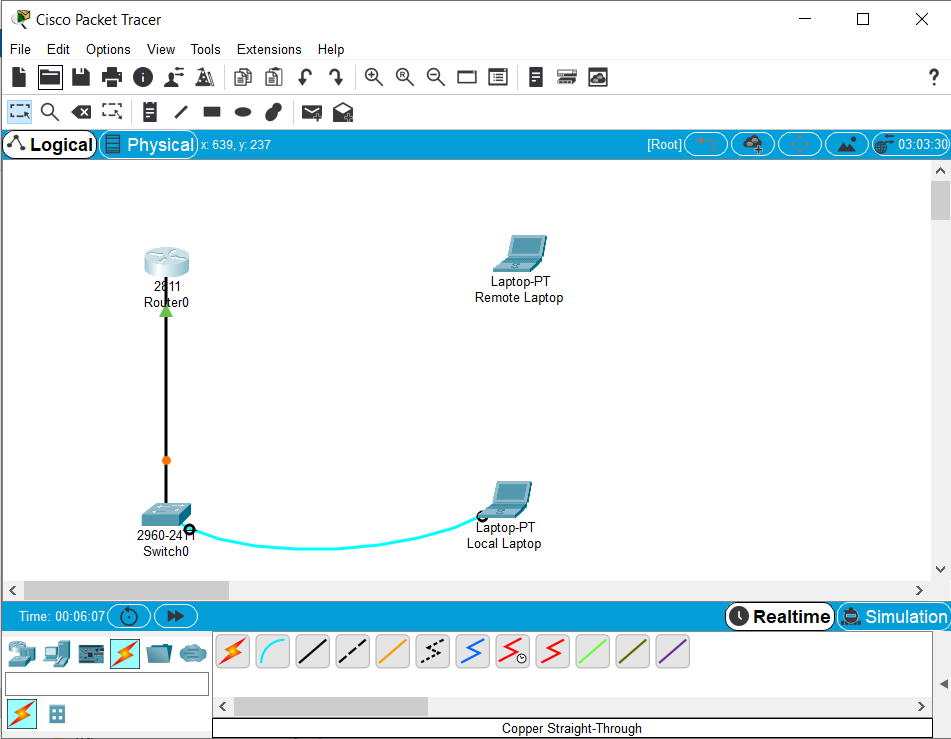 Cisco Packet Tracer
File Edit Options View Tools Extensions Help
Logical Physical x: 639, y: 237 [Root] 03:03:30
2811
Router0
Laptop-PT
Remote Laptop
2960-24TT
Switch0
Laptop-PT
Local Laptop
Time: 00:06:07 Realtime Simulation
Copper Straight-Through